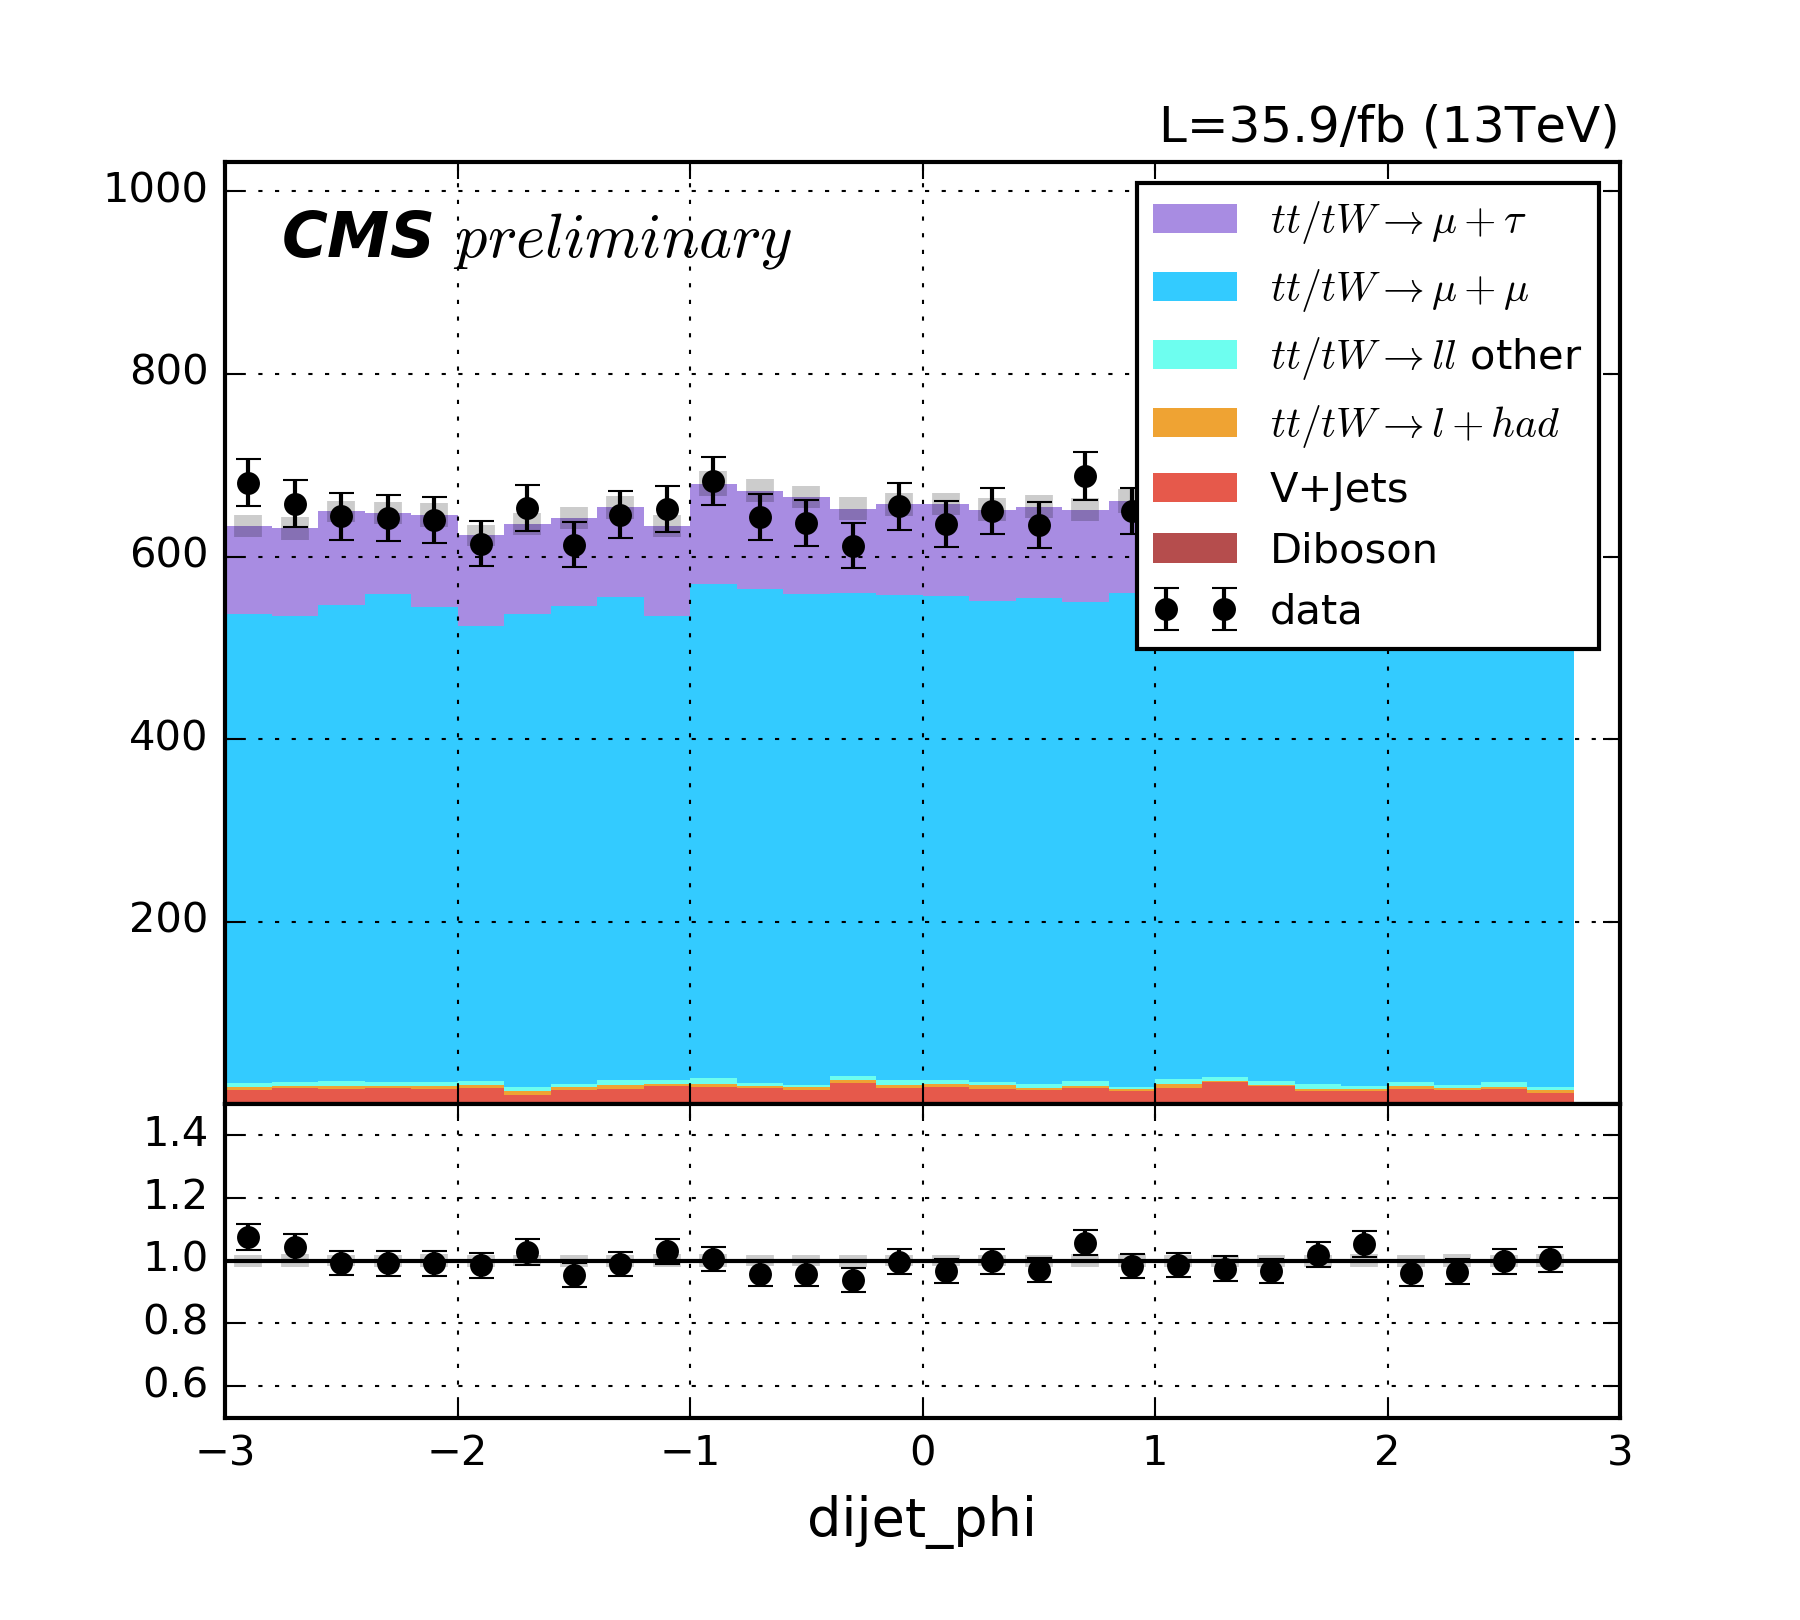 L=35.9/fb (13TeV)
CMS preliminary
1000
800
600
400
200
tt/tW→μ+τ
tt/tW→μ+μ
tt/tW→ll other
tt/tW→l+had
V+Jets
Diboson
data
1.4
1.2
1.0
0.8
0.6
−3 −2 −1 0 1 2 3
dijet_phi